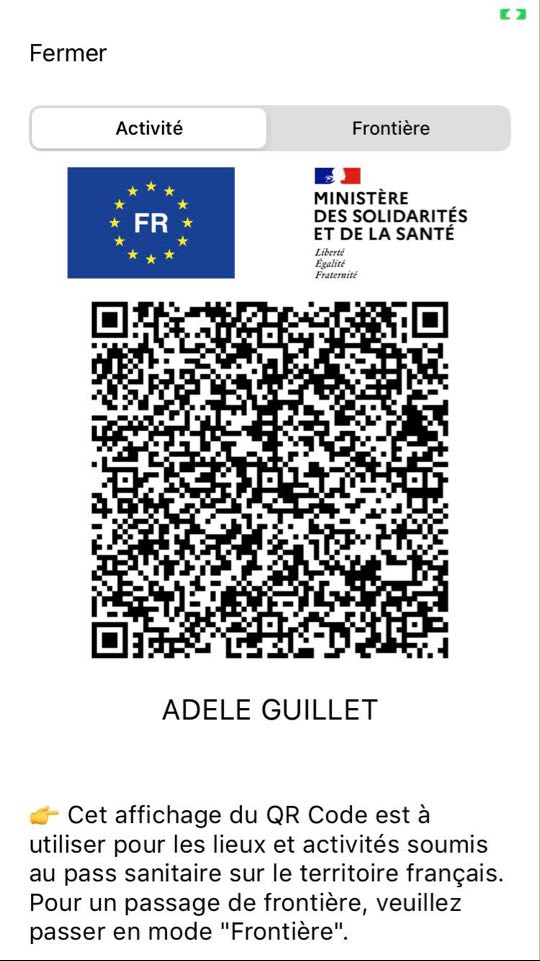 Fermer
Activité
Frontière
FR
MINISTÈRE
DES SOLIDARITÉS
ET DE LA SANTÉ
Liberté
Égalité
Fraternité
ADELE GUILLET
👉 Cet affichage du QR Code est à
utiliser pour les lieux et activités soumis
au pass sanitaire sur le territoire français.
Pour un passage de frontière, veuillez
passer en mode "Frontière".